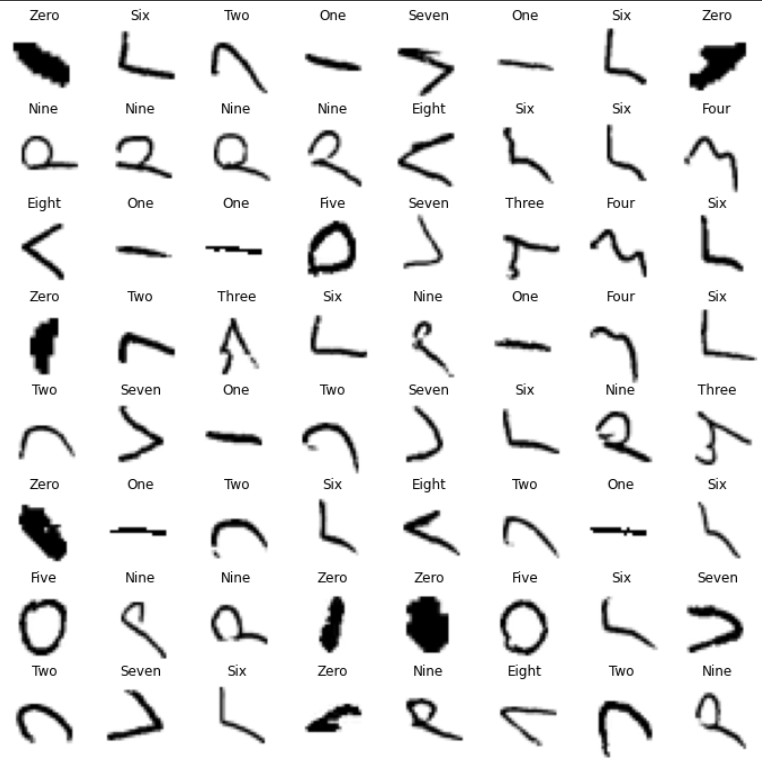 Zero Six Two One Seven One Six Zero
Nine Nine Nine Nine Eight Six Six Four
Eight One One Five Seven Three Four Six
Zero Two Three Six Nine One Four Six
Two Seven One Two Seven Six Nine Three
Zero One Two Six Eight Two One Six
Five Nine Nine Zero Zero Five Six Seven
Two Seven Six Zero Nine Eight Two Nine